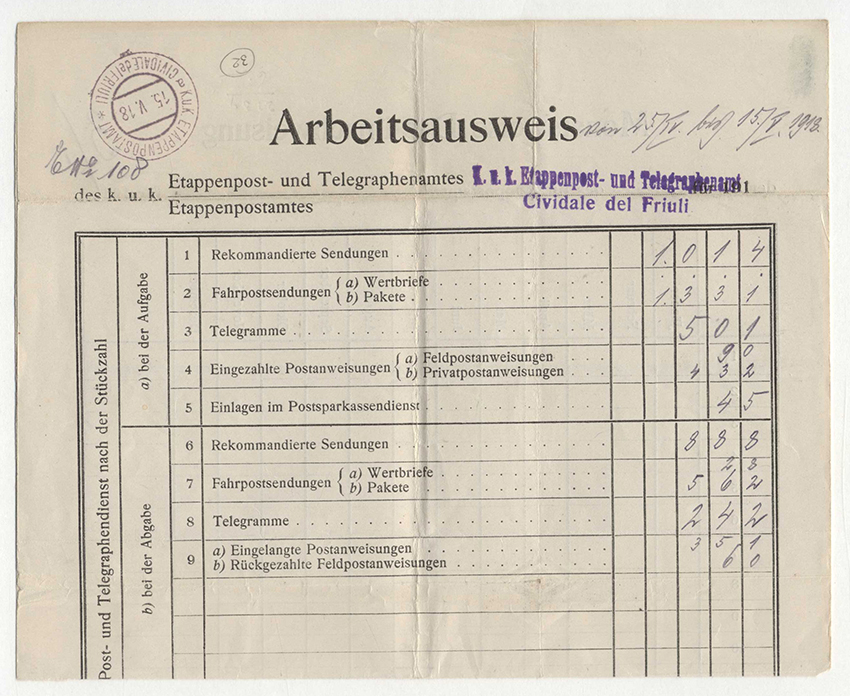 32
K.U.K. ETAPPENPOSTAMT * CIVIDALE del FRIULI *
15. V. 18
Arbeitsausweis von 25/IV. bis 15/V. 1918.
108
des k. u. k. Etappenpost- und Telegraphenamtes
Etappenpostamtes
K. u. k. Etappenpost- und Telegraphenamt
Cividale del Friuli
191
Post- und Telegraphendienst nach der Stückzahl
a) bei der Aufgabe
1 Rekommandierte Sendungen 1.014
2 Fahrpostsendungen { a) Wertbriefe . .
b) Pakete 1.331
3 Telegramme 501
4 Eingezahlte Postanweisungen { a) Feldpostanweisungen 90
b) Privatpostanweisungen 432
5 Einlagen im Postsparkassendienst 45
b) bei der Abgabe
6 Rekommandierte Sendungen 888
7 Fahrpostsendungen { a) Wertbriefe 23
b) Pakete 562
8 Telegramme 242
9 a) Eingelangte Postanweisungen 351
b) Rückgezahlte Feldpostanweisungen 60